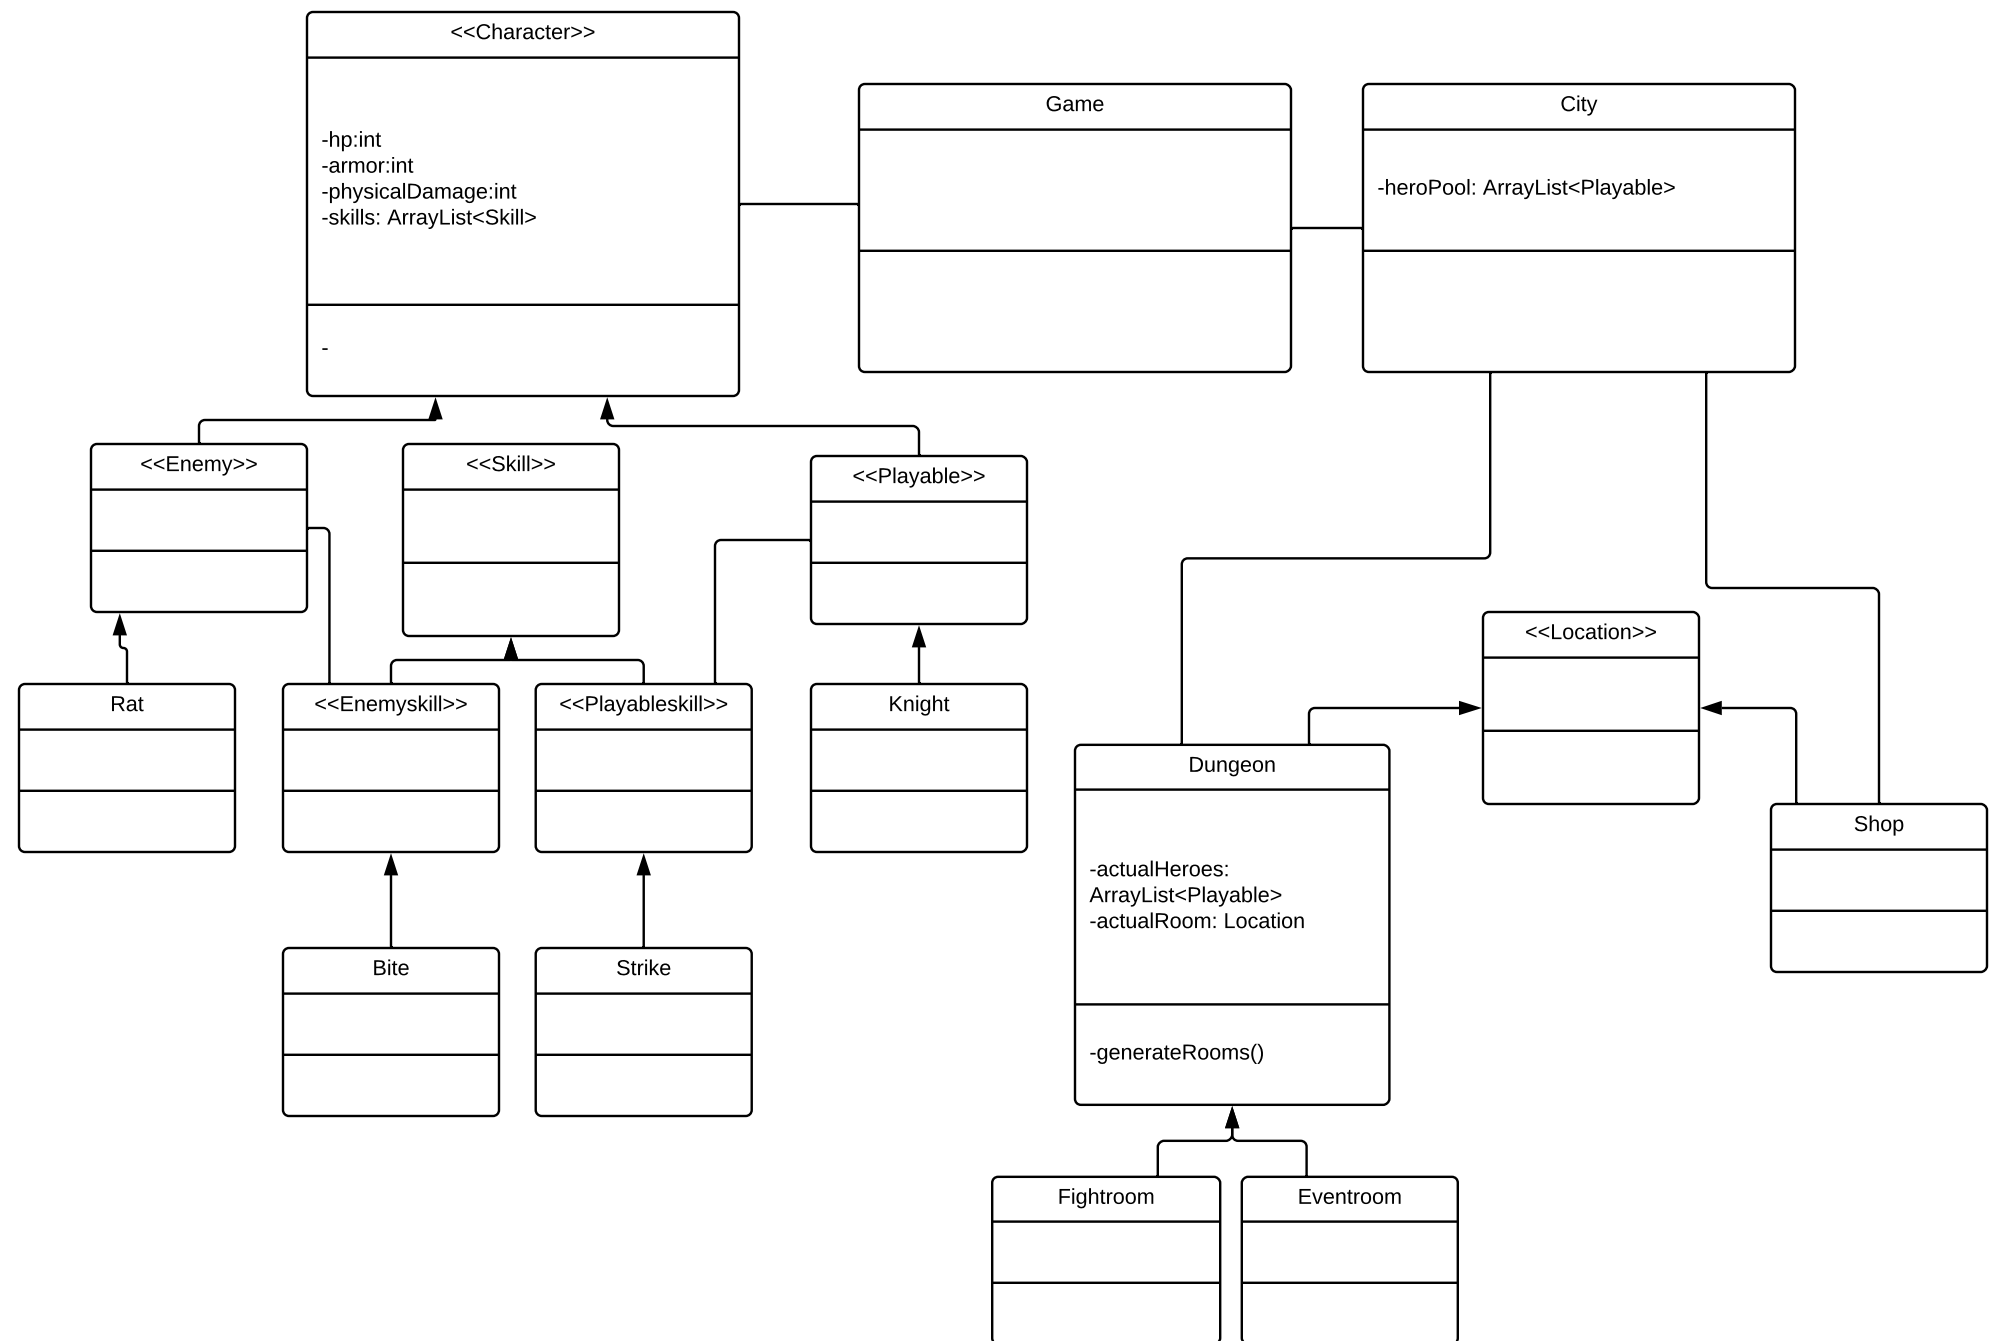 <<Character>>
-hp:int
-armor:int
-physicalDamage:int
-skills: ArrayList<Skill>
-
Game
City
-heroPool: ArrayList<Playable>
<<Enemy>>
<<Skill>>
<<Playable>>
<<Location>>
Rat
<<Enemyskill>>
<<Playableskill>>
Knight
Dungeon
-actualHeroes:
ArrayList<Playable>
-actualRoom: Location
-generateRooms()
Shop
Bite
Strike
Fightroom
Eventroom